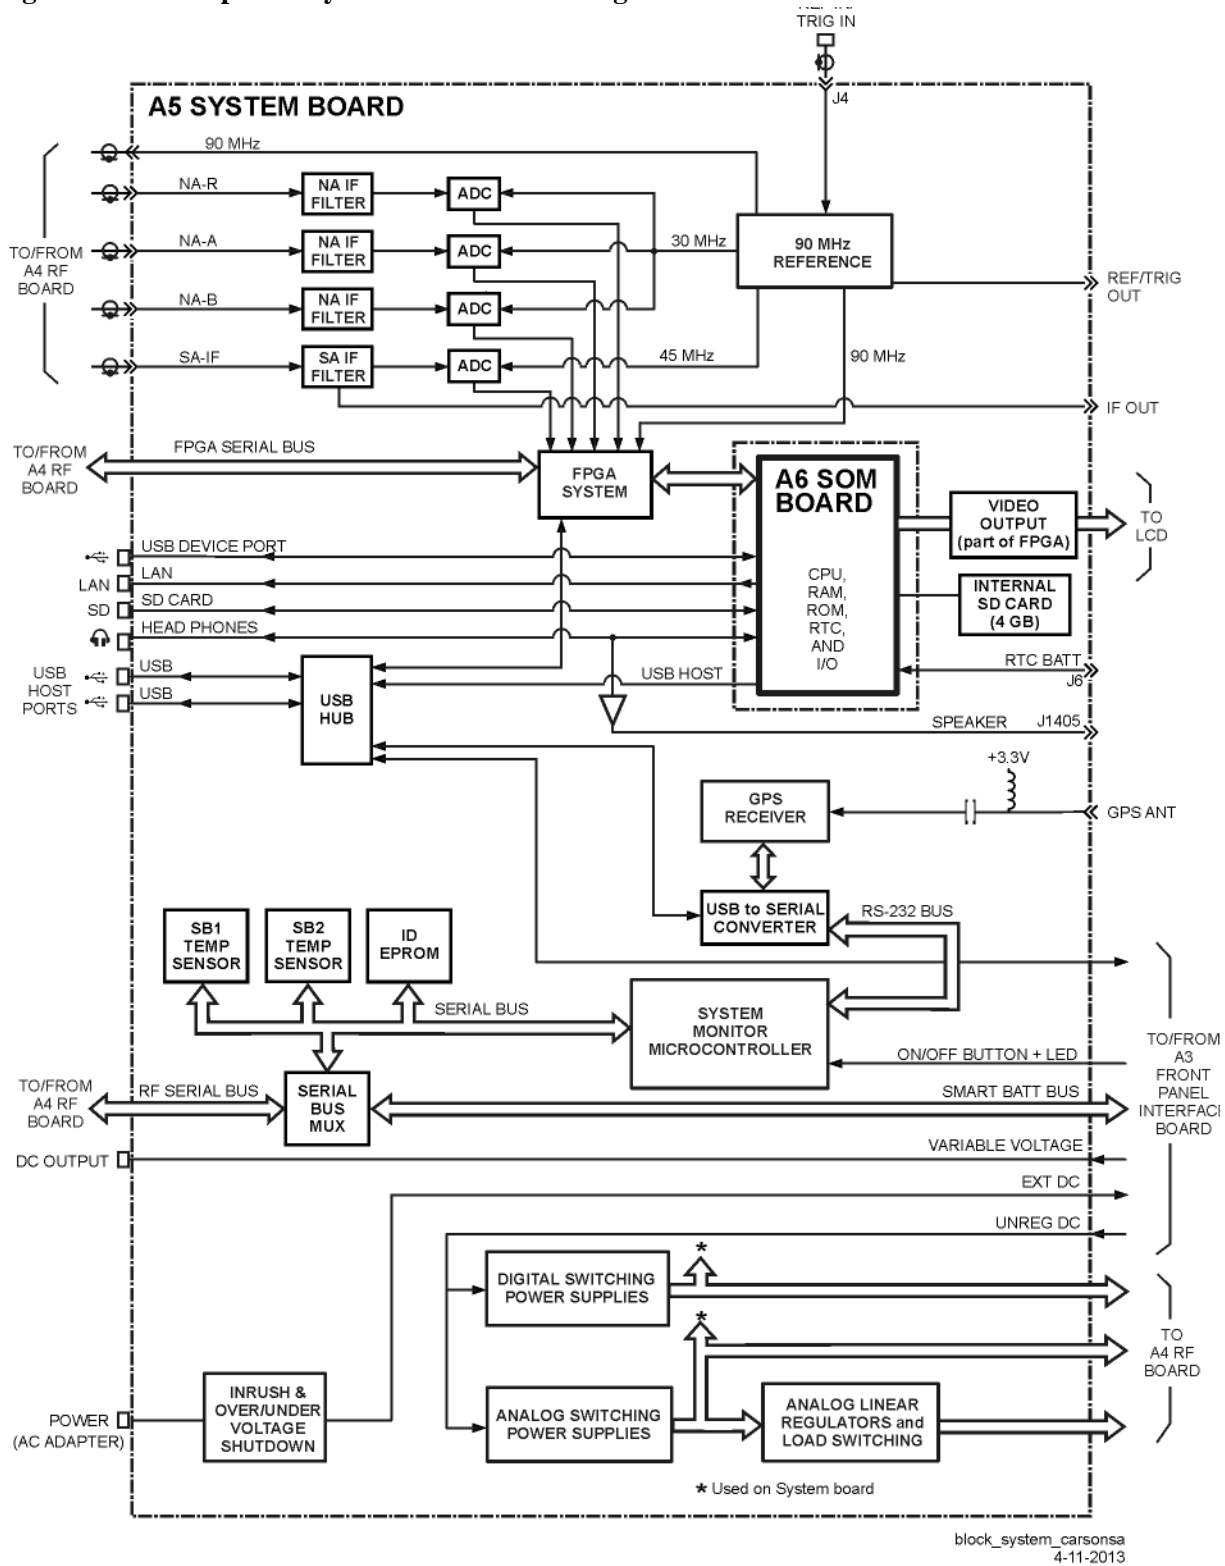 TRIG IN
J4
A5 SYSTEM BOARD
90 MHz
NA-R
NA IF
FILTER
ADC
NA-A
NA IF
FILTER
ADC
30 MHz
90 MHz
REFERENCE
TO/FROM
A4 RF
BOARD
REF/TRIG
OUT
NA-B
NA IF
FILTER
ADC
SA-IF
SA IF
FILTER
ADC
45 MHz
90 MHz
IF OUT
TO/FROM
A4 RF
BOARD
FPGA SERIAL BUS
FPGA
SYSTEM
A6 SOM
BOARD
CPU,
RAM,
ROM,
RTC,
AND
I/O
VIDEO
OUTPUT
(part of FPGA)
TO
LCD
INTERNAL
SD CARD
(4 GB)
USB DEVICE PORT
LAN
LAN
SD
SD CARD
HEAD PHONES
USB
HOST
PORTS
USB
USB
USB
HUB
USB HOST
RTC BATT
J6
SPEAKER
J1405
+3.3V
GPS
RECEIVER
GPS ANT
USB to SERIAL
CONVERTER
RS-232 BUS
SB1
TEMP
SENSOR
SB2
TEMP
SENSOR
ID
EPROM
SERIAL BUS
SYSTEM
MONITOR
MICROCONTROLLER
ON/OFF BUTTON + LED
TO/FROM
A3
FRONT
PANEL
INTERFACE
BOARD
TO/FROM
A4 RF
BOARD
RF SERIAL BUS
SERIAL
BUS
MUX
SMART BATT BUS
DC OUTPUT
VARIABLE VOLTAGE
EXT DC
UNREG DC
*
DIGITAL SWITCHING
POWER SUPPLIES
*
TO
A4 RF
BOARD
POWER
(AC ADAPTER)
INRUSH &
OVER/UNDER
VOLTAGE
SHUTDOWN
ANALOG SWITCHING
POWER SUPPLIES
ANALOG LINEAR
REGULATORS and
LOAD SWITCHING
* Used on System board
block_system_carsonsa
4-11-2013